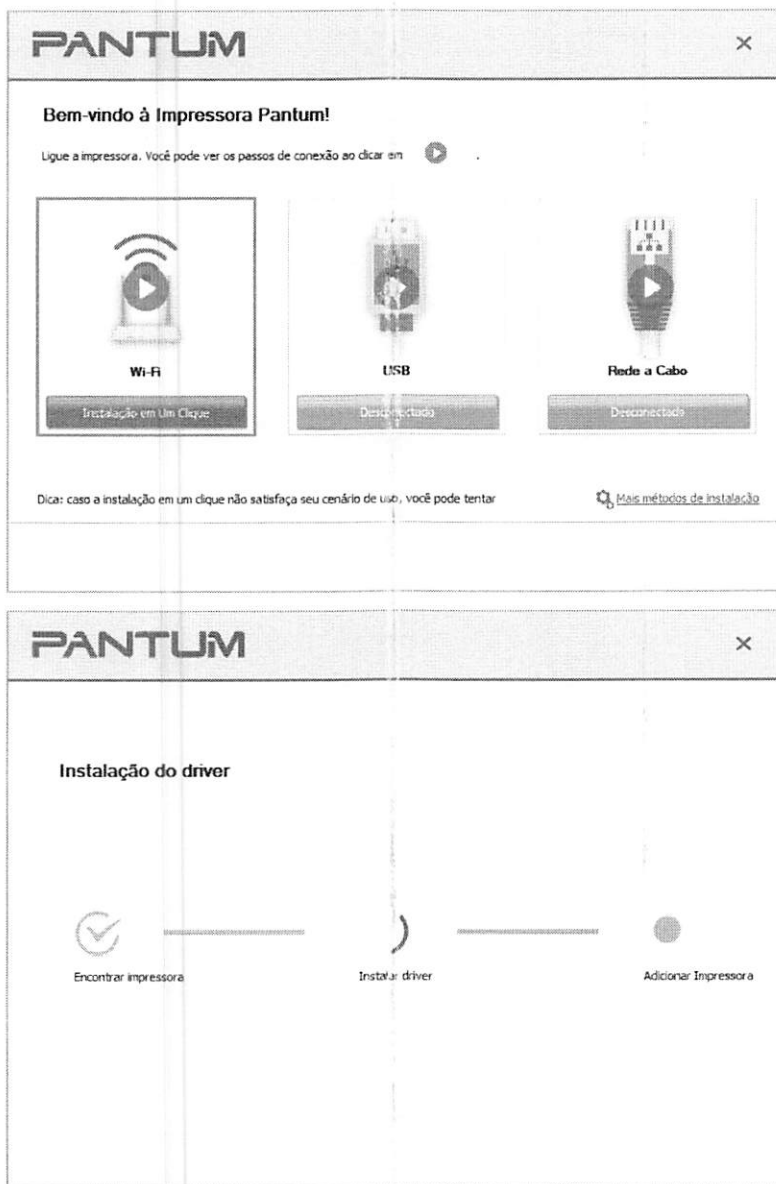 PANTUM
Bem-vindo à Impressora Pantum!
Ligue a impressora. Você pode ver os passos de conexão ao clicar em .
Wi-Fi
USB
Rede a Cabo
Instalação em Um Clique
Desconectado
Desconectado
Dica: caso a instalação em um clique não satisfaça seu cenário de uso, você pode tentar
Mais métodos de instalação
PANTUM
Instalação do driver
Encontrar impressora
Instalar driver
Adicionar Impressora